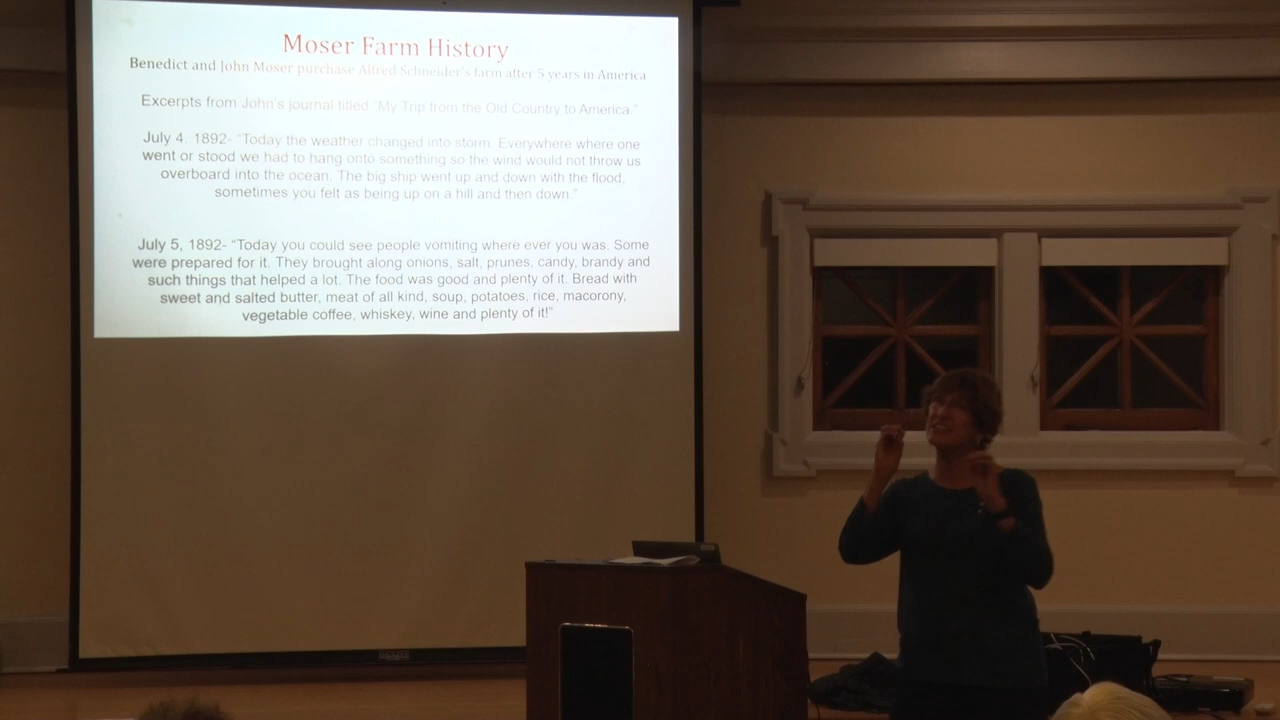 Moser Farm History
Benedict and John Moser purchase Alfred Schneider's farm after 5 years in America
Excerpts from John's journal titled "My Trip from the Old Country to America."
July 4. 1892- "Today the weather changed into storm. Everywhere where one
went or stood we had to hang onto something so the wind would not throw us
overboard into the ocean. The big ship went up and down with the flood,
sometimes you felt as being up on a hill and then down."
July 5, 1892- "Today you could see people vomiting where ever you was. Some
were prepared for it. They brought along onions, salt, prunes, candy, brandy and
such things that helped a lot. The food was good and plenty of it. Bread with
sweet and salted butter, meat of all kind, soup, potatoes, rice, macorony,
vegetable coffee, whiskey, wine and plenty of it!"